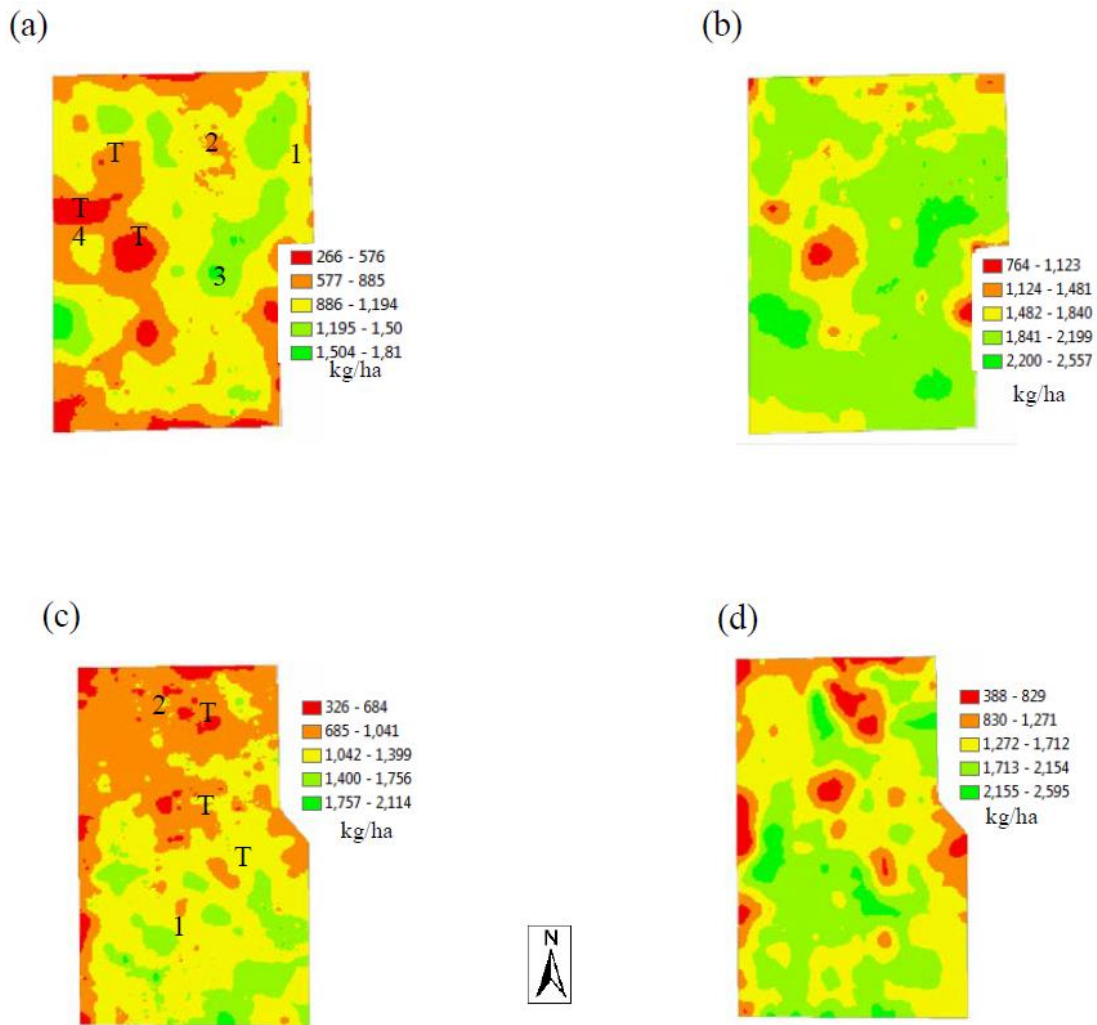 (a)
(b)
2
T
1
T
4
T
3
266 - 576
577 - 885
886 - 1,194
1,195 - 1,50
1,504 - 1,81
kg/ha
764 - 1,123
1,124 - 1,481
1,482 - 1,840
1,841 - 2,199
2,200 - 2,557
kg/ha
(c)
(d)
2
T
T
T
1
326 - 684
685 - 1,041
1,042 - 1,399
1,400 - 1,756
1,757 - 2,114
kg/ha
388 - 829
830 - 1,271
1,272 - 1,712
1,713 - 2,154
2,155 - 2,595
kg/ha
N